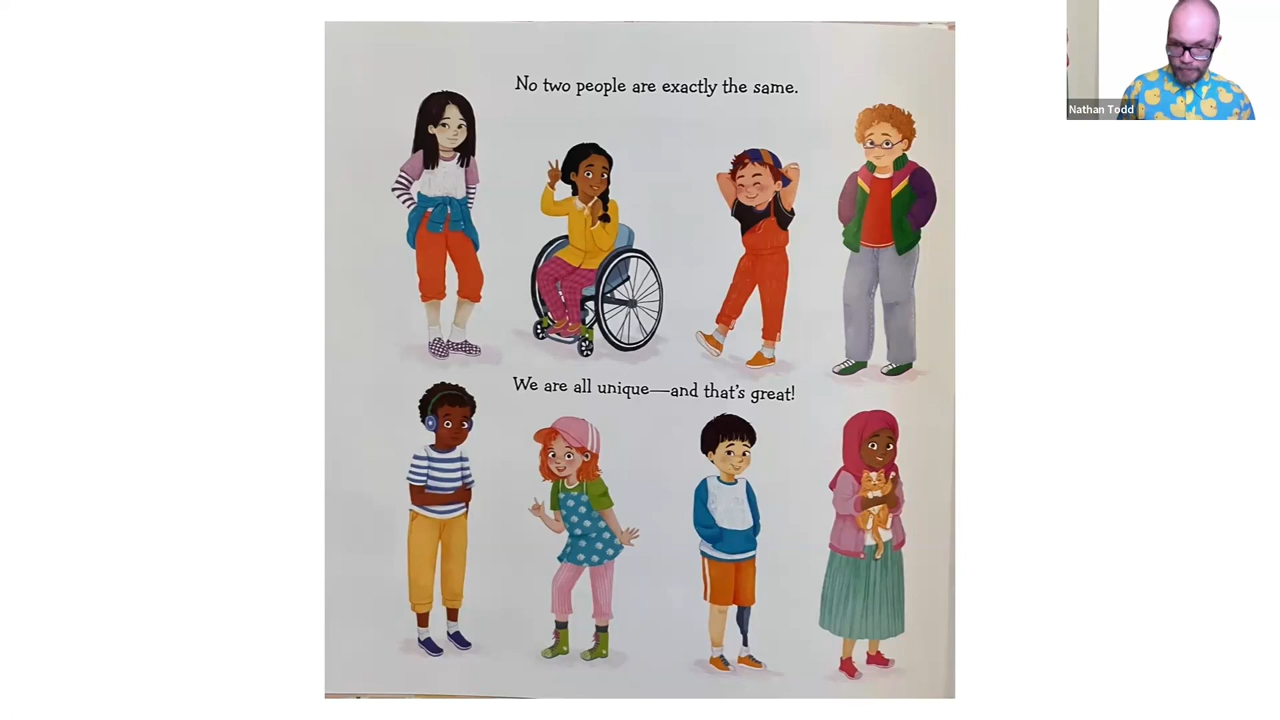 No two people are exactly the same.
We are all unique—and that's great!
Nathan Todd